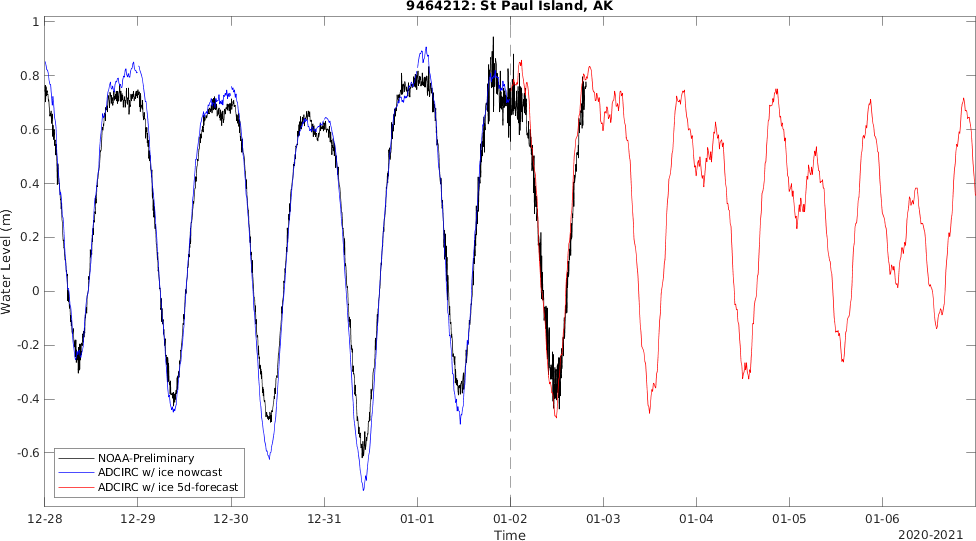 9464212: St Paul Island, AK
Water Level (m)
1
0.8
0.6
0.4
0.2
0
-0.2
-0.4
-0.6
NOAA-Preliminary
ADCIRC w/ ice nowcast
ADCIRC w/ ice 5d-forecast
12-28 12-29 12-30 12-31 01-01 01-02 01-03 01-04 01-05 01-06
Time
2020-2021